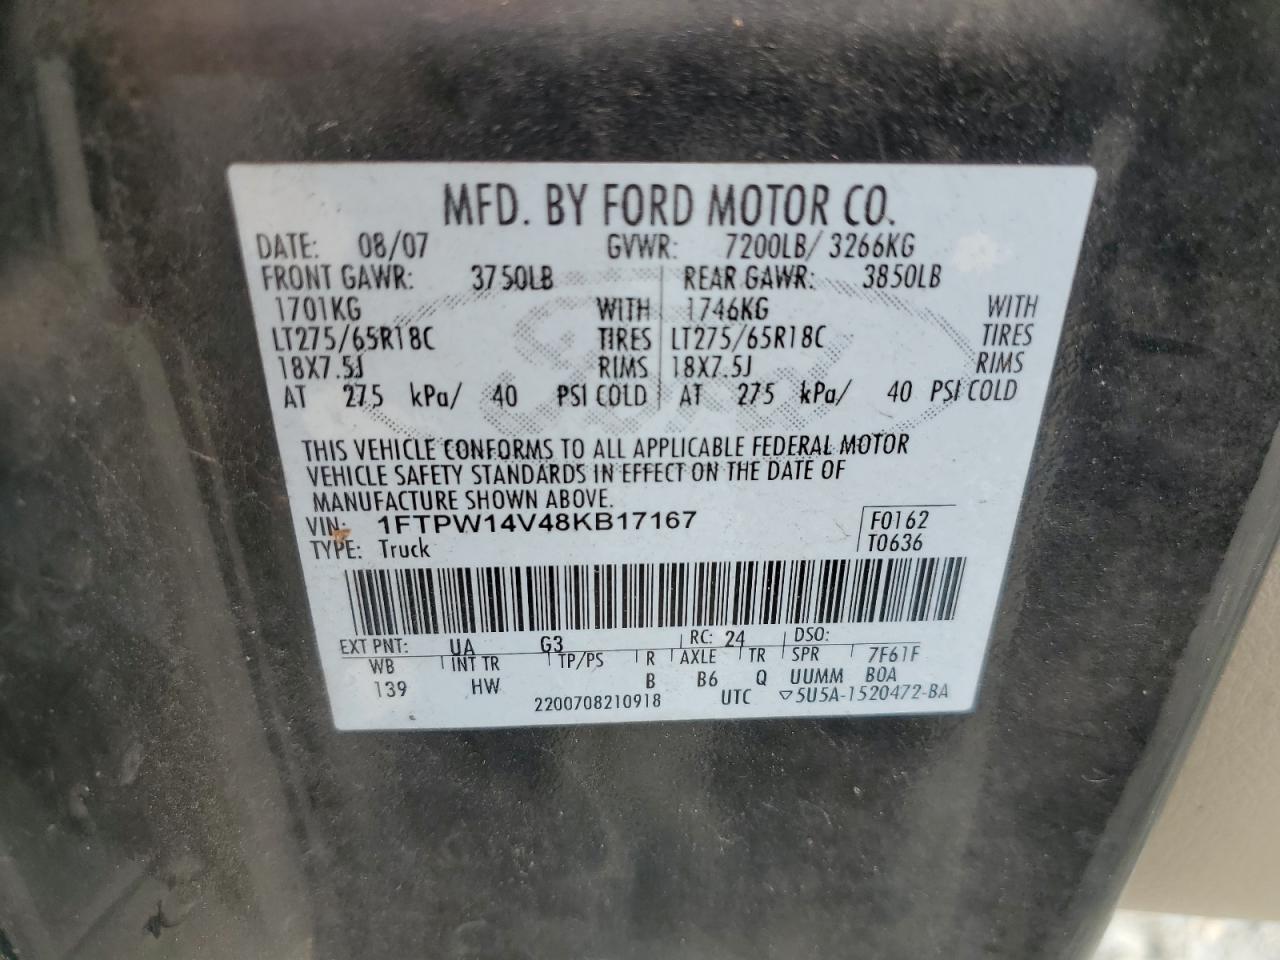 MFD. BY FORD MOTOR CO.
DATE: 08/07 GVWR: 7200LB/ 3266KG
FRONT GAWR: 3750LB REAR GAWR: 3850LB
1701KG WITH 1746KG WITH
LT275/65R18C TIRES LT275/65R18C TIRES
18X7.5J RIMS 18X7.5J RIMS
AT 275 kPa/ 40 PSI COLD AT 275 kPa/ 40 PSI COLD
THIS VEHICLE CONFORMS TO ALL APPLICABLE FEDERAL MOTOR
VEHICLE SAFETY STANDARDS IN EFFECT ON THE DATE OF
MANUFACTURE SHOWN ABOVE.
VIN: 1FTPW14V48KB17167 F0162
TYPE: Truck T0636
EXT PNT: UA G3 RC: 24 DSO:
WB INT TR TP/PS R AXLE TR SPR 7F61F
139 HW B B6 Q UUMM BOA
2200708210918 UTC ▽5U5A-1520472-BA